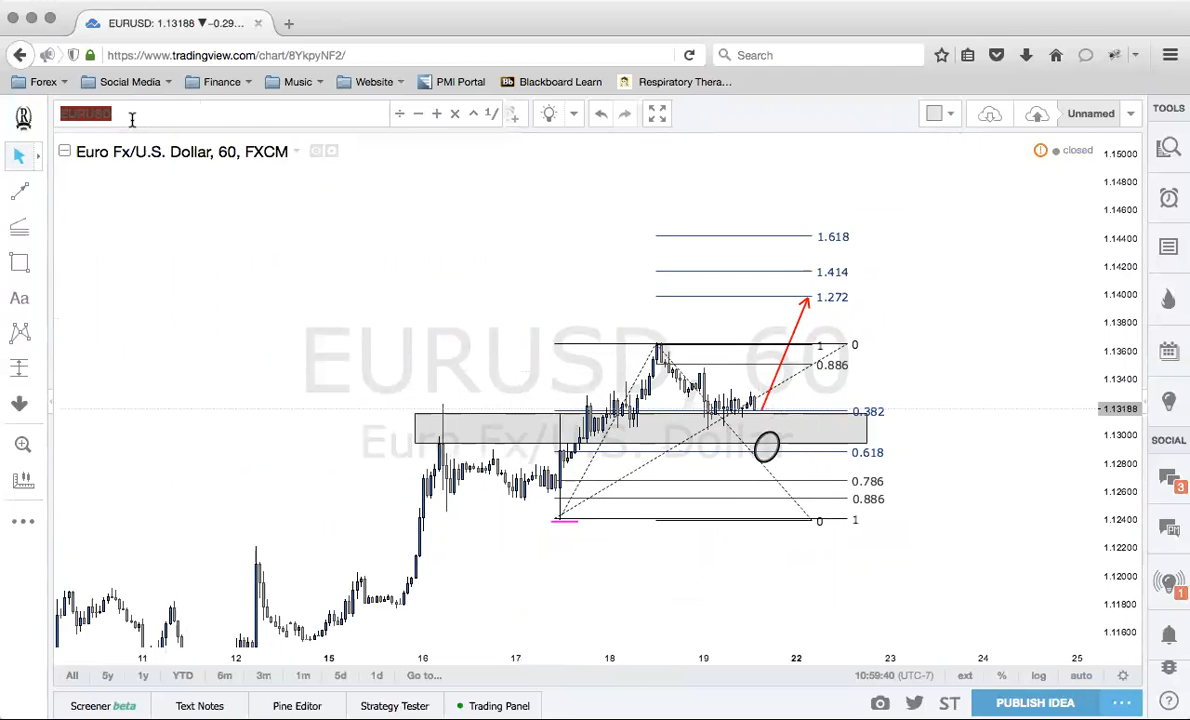 EURUSD: 1.13188 ▼−0.29...
https://www.tradingview.com/chart/8YkpyNF2/
Search
Forex
Social Media
Finance
Music
Website
PMI Portal
Bb Blackboard Learn
Respiratory Thera...
EURUSD
÷ − + × ^ 1/
Unnamed
TOOLS
Euro Fx/U.S. Dollar, 60, FXCM
closed
EURUSD, 60
Euro Fx/U.S. Dollar
1.618
1.414
1.272
1
0
0.886
0.382
0.618
0.786
0.886
1
0
1.15000
1.14800
1.14600
1.14400
1.14200
1.14000
1.13800
1.13600
1.13400
1.13188
1.13000
1.12800
1.12600
1.12400
1.12200
1.12000
1.11800
1.11600
Aa
SOCIAL
3
1
11 12 15 16 17 18 19 22 23 24 25
All 5y 1y YTD 6m 3m 1m 5d 1d Go to...
10:59:40 (UTC-7) ext % log auto
Screener beta
Text Notes
Pine Editor
Strategy Tester
Trading Panel
ST
PUBLISH IDEA
...